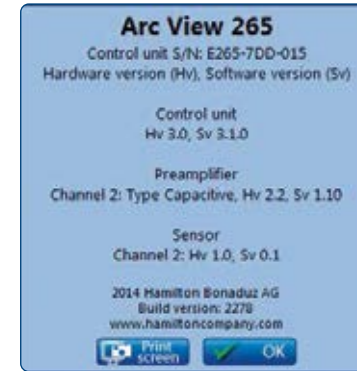 Arc View 265
Control unit S/N: E265-7DD-015
Hardware version (Hv), Software version (Sv)
Control unit
Hv 3.0, Sv 3.1.0
Preamplifier
Channel 2: Type Capacitive, Hv 2.2, Sv 1.10
Sensor
Channel 2: Hv 1.0, Sv 0.1
2014 Hamilton Bonaduz AG
Build version: 2278
www.hamiltoncompany.com
Print
screen
OK